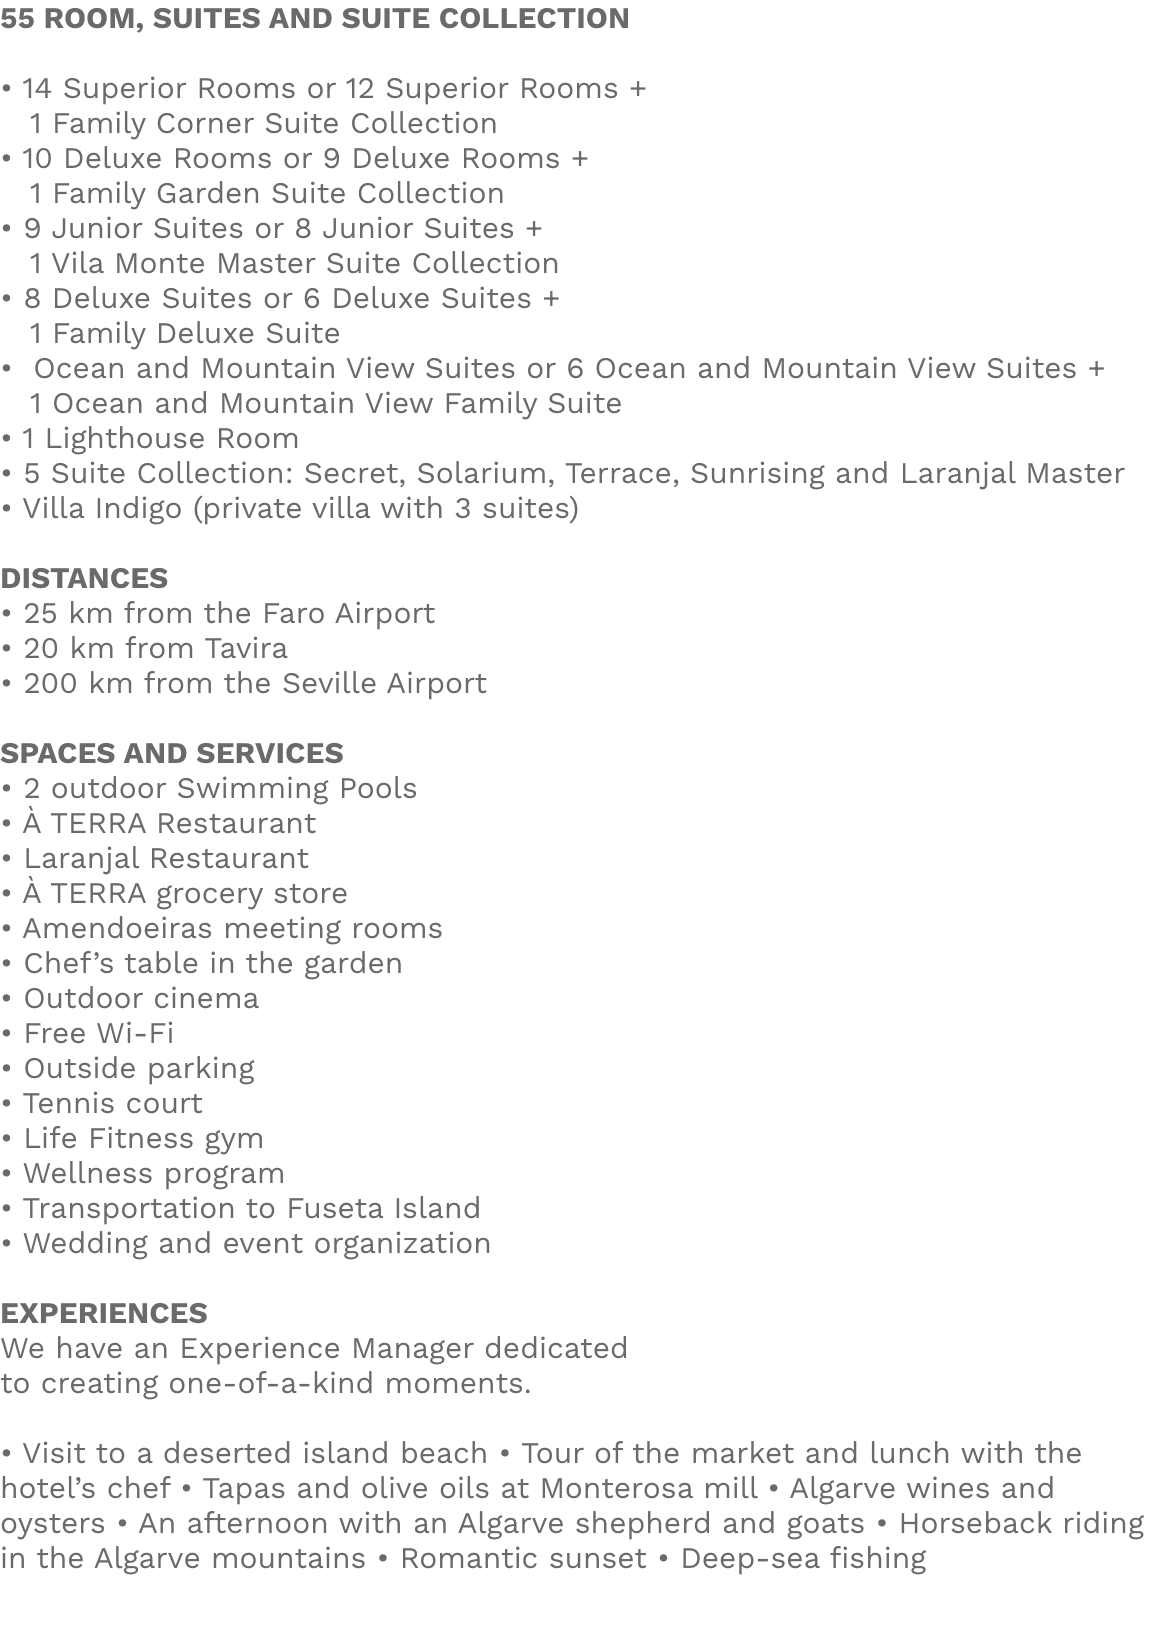 55 ROOM, SUITES AND SUITE COLLECTION
• 14 Superior Rooms or 12 Superior Rooms +
1 Family Corner Suite Collection
• 10 Deluxe Rooms or 9 Deluxe Rooms +
1 Family Garden Suite Collection
• 9 Junior Suites or 8 Junior Suites +
1 Vila Monte Master Suite Collection
• 8 Deluxe Suites or 6 Deluxe Suites +
1 Family Deluxe Suite
• Ocean and Mountain View Suites or 6 Ocean and Mountain View Suites +
1 Ocean and Mountain View Family Suite
• 1 Lighthouse Room
• 5 Suite Collection: Secret, Solarium, Terrace, Sunrising and Laranjal Master
• Villa Indigo (private villa with 3 suites)
DISTANCES
• 25 km from the Faro Airport
• 20 km from Tavira
• 200 km from the Seville Airport
SPACES AND SERVICES
• 2 outdoor Swimming Pools
• À TERRA Restaurant
• Laranjal Restaurant
• À TERRA grocery store
• Amendoeiras meeting rooms
• Chef’s table in the garden
• Outdoor cinema
• Free Wi-Fi
• Outside parking
• Tennis court
• Life Fitness gym
• Wellness program
• Transportation to Fuseta Island
• Wedding and event organization
EXPERIENCES
We have an Experience Manager dedicated
to creating one-of-a-kind moments.
• Visit to a deserted island beach • Tour of the market and lunch with the
hotel’s chef • Tapas and olive oils at Monterosa mill • Algarve wines and
oysters • An afternoon with an Algarve shepherd and goats • Horseback riding
in the Algarve mountains • Romantic sunset • Deep-sea fishing